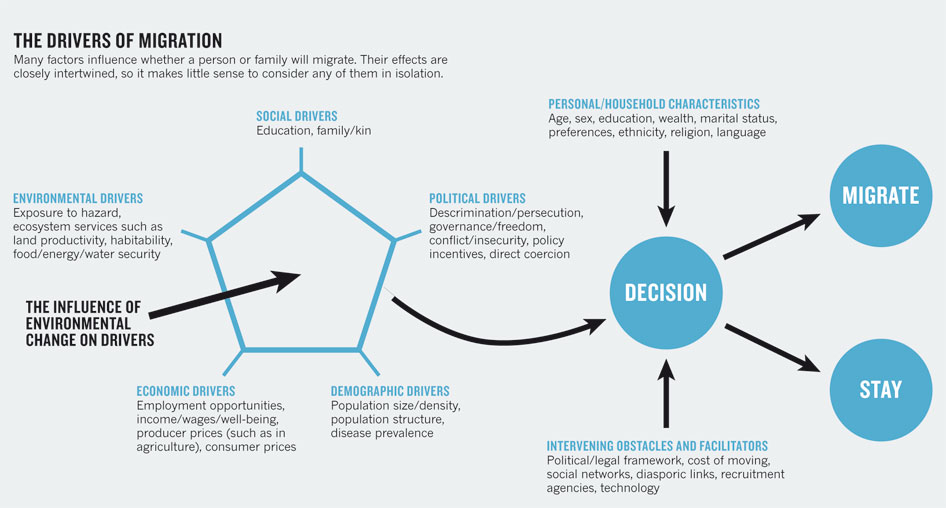 THE DRIVERS OF MIGRATION
Many factors influence whether a person or family will migrate. Their effects are
closely intertwined, so it makes little sense to consider any of them in isolation.
SOCIAL DRIVERS
Education, family/kin
PERSONAL/HOUSEHOLD CHARACTERISTICS
Age, sex, education, wealth, marital status,
preferences, ethnicity, religion, language
ENVIRONMENTAL DRIVERS
Exposure to hazard,
ecosystem services such as
land productivity, habitability,
food/energy/water security
POLITICAL DRIVERS
Descrimination/persecution,
governance/freedom,
conflict/insecurity, policy
incentives, direct coercion
MIGRATE
DECISION
THE INFLUENCE OF
ENVIRONMENTAL
CHANGE ON DRIVERS
STAY
ECONOMIC DRIVERS
Employment opportunities,
income/wages/well-being,
producer prices (such as in
agriculture), consumer prices
DEMOGRAPHIC DRIVERS
Population size/density,
population structure,
disease prevalence
INTERVENING OBSTACLES AND FACILITATORS
Political/legal framework, cost of moving,
social networks, diasporic links, recruitment
agencies, technology